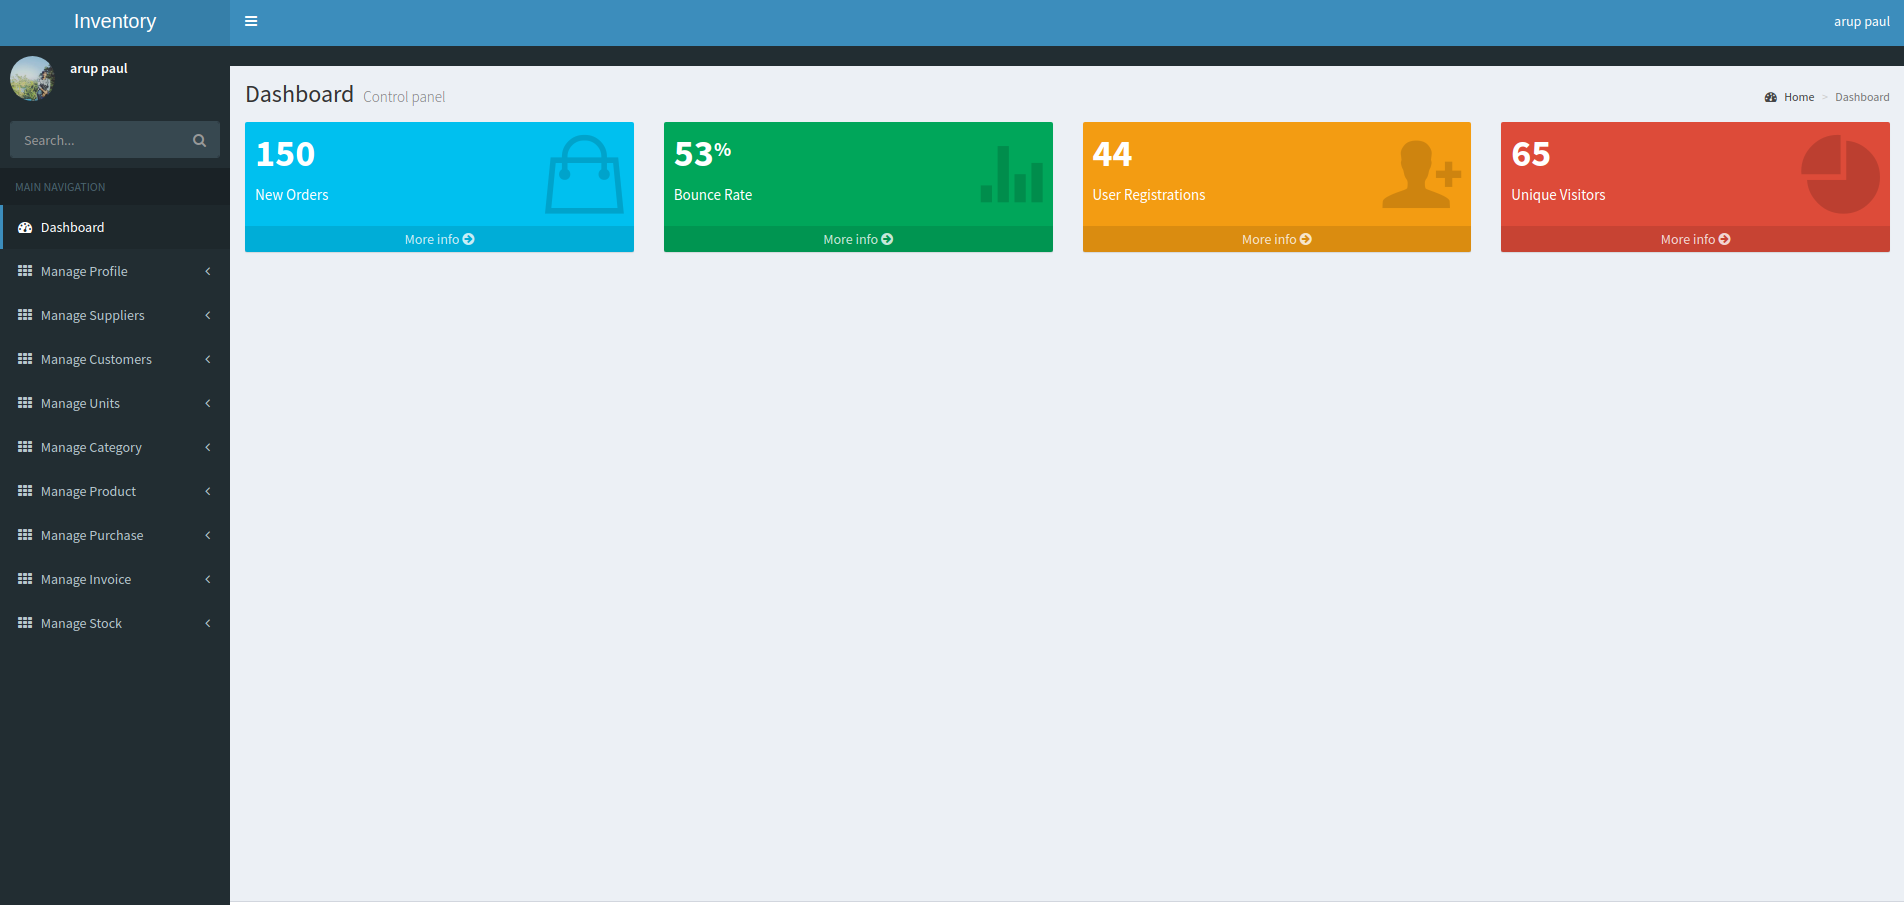 Inventory
arup paul
arup paul
Search...
MAIN NAVIGATION
Dashboard
Manage Profile
Manage Suppliers
Manage Customers
Manage Units
Manage Category
Manage Product
Manage Purchase
Manage Invoice
Manage Stock
Dashboard Control panel
Home > Dashboard
150
New Orders
More info
53%
Bounce Rate
More info
44
User Registrations
More info
65
Unique Visitors
More info